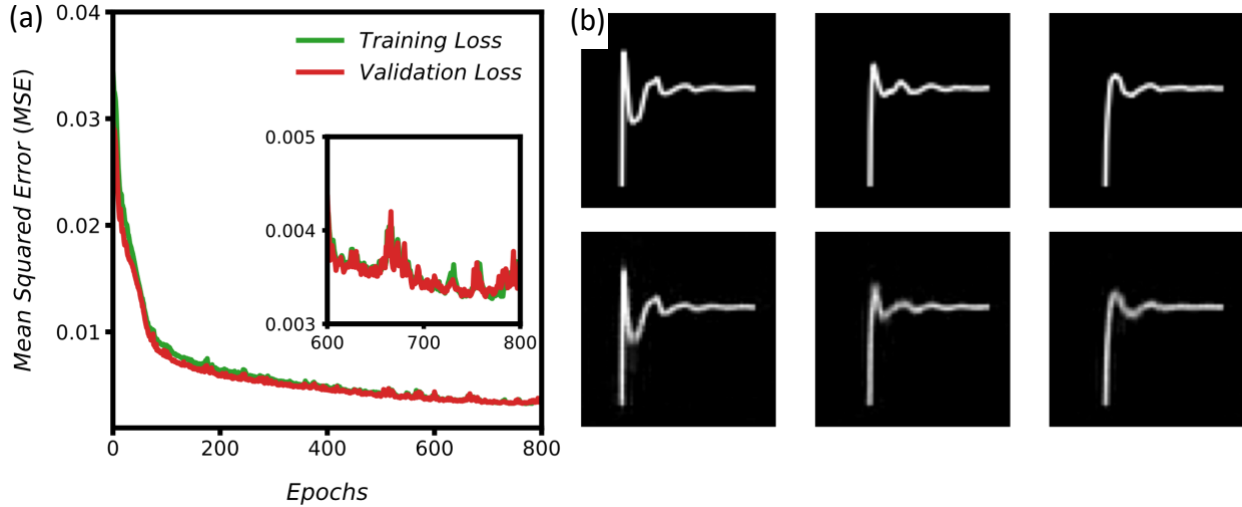 (a)
Mean Squared Error (MSE)
0.04
0.03
0.02
0.01
Training Loss
Validation Loss
0.005
0.004
0.003
600
700
800
0
200
400
600
800
Epochs
(b)